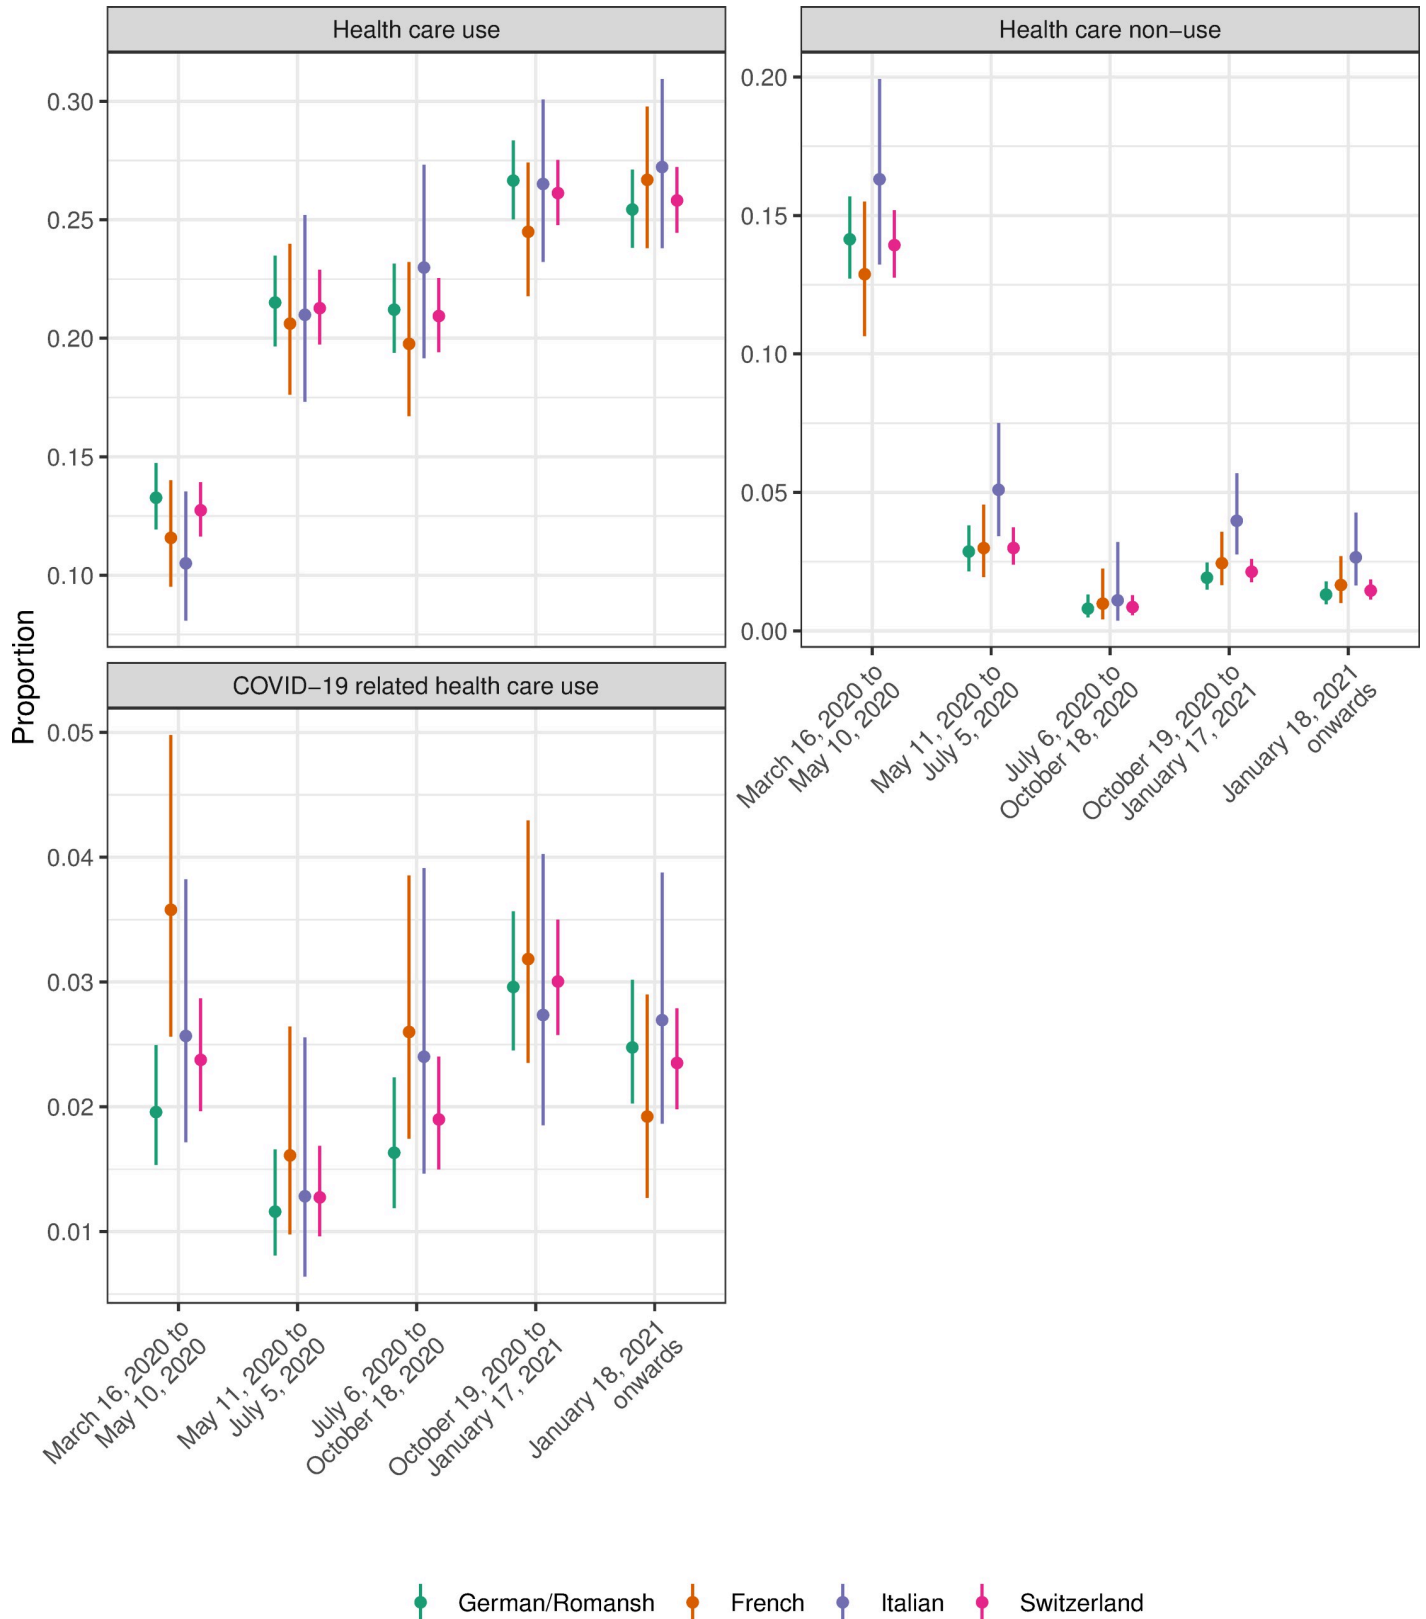 Health care use
Health care non−use
0.30
0.25
0.20
0.15
0.10
0.20
0.15
0.10
0.05
0.00
March 16, 2020 to
May 10, 2020
May 11, 2020 to
July 5, 2020
July 6, 2020 to
October 18, 2020
October 19, 2020 to
January 17, 2021
January 18, 2021
onwards
Proportion
COVID−19 related health care use
0.05
0.04
0.03
0.02
0.01
March 16, 2020 to
May 10, 2020
May 11, 2020 to
July 5, 2020
July 6, 2020 to
October 18, 2020
October 19, 2020 to
January 17, 2021
January 18, 2021
onwards
German/Romansh French Italian Switzerland